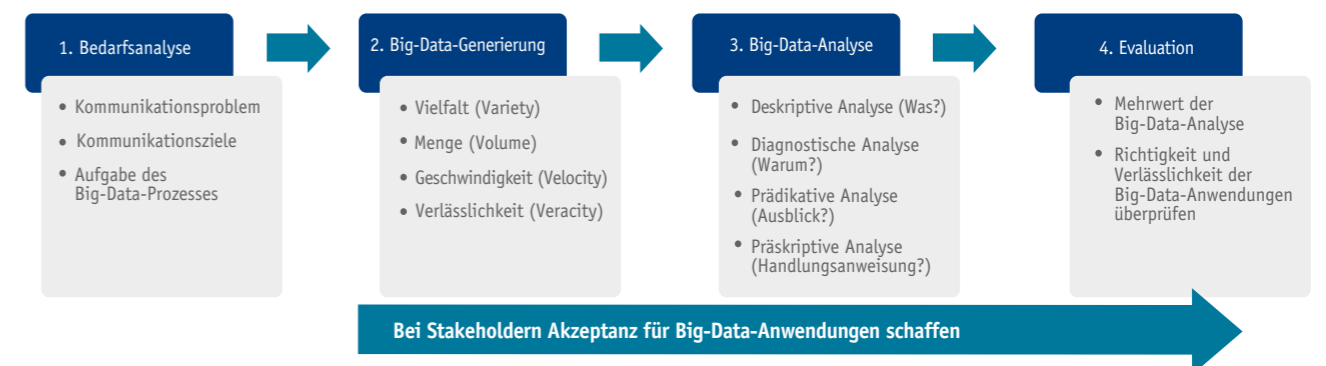 1. Bedarfsanalyse
• Kommunikationsproblem
• Kommunikationsziele
• Aufgabe des
Big-Data-Prozesses
2. Big-Data-Generierung
• Vielfalt (Variety)
• Menge (Volume)
• Geschwindigkeit (Velocity)
• Verlässlichkeit (Veracity)
3. Big-Data-Analyse
• Deskriptive Analyse (Was?)
• Diagnostische Analyse
(Warum?)
• Prädikative Analyse
(Ausblick?)
• Präskriptive Analyse
(Handlungsanweisung?)
4. Evaluation
• Mehrwert der
Big-Data-Analyse
• Richtigkeit und
Verlässlichkeit der
Big-Data-Anwendungen
überprüfen
Bei Stakeholdern Akzeptanz für Big-Data-Anwendungen schaffen